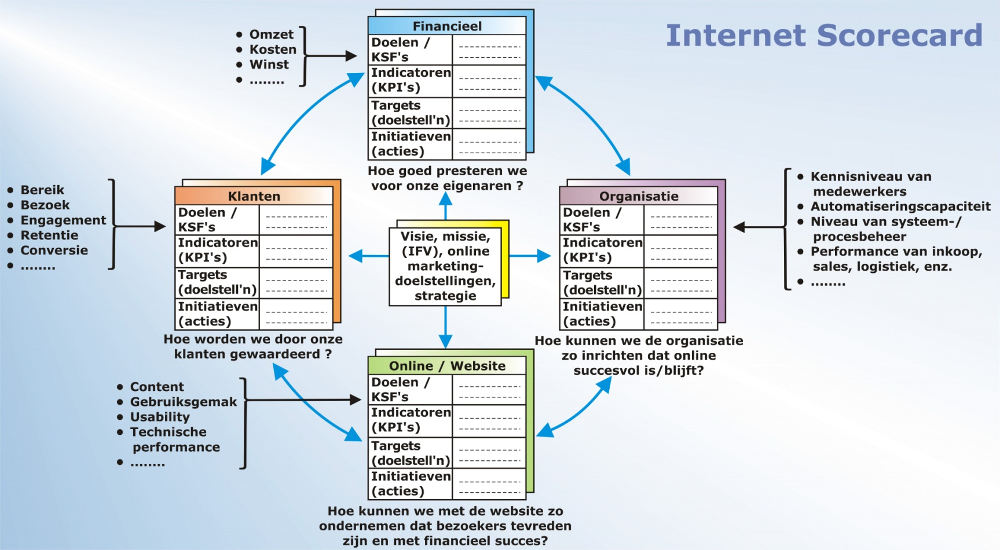 Internet Scorecard
• Omzet
• Kosten
• Winst
• ........
Financieel
Doelen /
KSF's
Indicatoren
(KPI's)
Targets
(doelstell'n)
Initiatieven
(acties)
Hoe goed presteren we
voor onze eigenaren ?
• Bereik
• Bezoek
• Engagement
• Retentie
• Conversie
• ........
Klanten
Doelen /
KSF's
Indicatoren
(KPI's)
Targets
(doelstell'n)
Initiatieven
(acties)
Hoe worden we door onze
klanten gewaardeerd ?
Visie, missie,
(IFV), online
marketing-
doelstellingen,
strategie
Organisatie
Doelen /
KSF's
Indicatoren
(KPI's)
Targets
(doelstell'n)
Initiatieven
(acties)
Hoe kunnen we de organisatie
zo inrichten dat online
succesvol is/blijft?
• Kennisniveau van
medewerkers
• Automatiseringscapaciteit
• Niveau van systeem-/
procesbeheer
• Performance van inkoop,
sales, logistiek, enz.
• ........
• Content
• Gebruiksgemak
• Usability
• Technische
performance
• ........
Online / Website
Doelen /
KSF's
Indicatoren
(KPI's)
Targets
(doelstell'n)
Initiatieven
(acties)
Hoe kunnen we met de website zo
ondernemen dat bezoekers tevreden
zijn en met financieel succes?